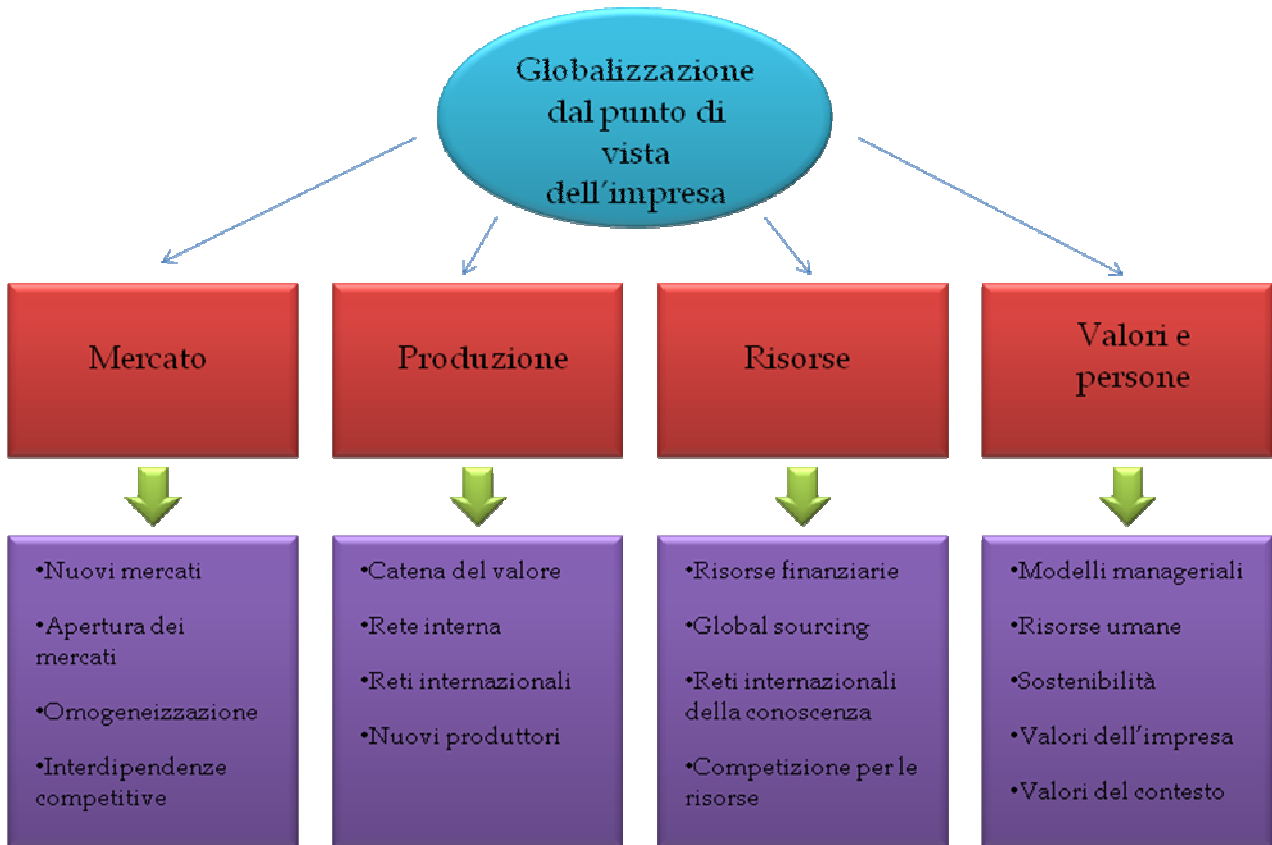 Globalizzazione
dal punto di
vista
dell´impresa
Mercato
Produzione
Risorse
Valori e
persone
•Nuovi mercati
•Apertura dei
mercati
•Omogeneizzazione
•Interdipendenze
competitive
•Catena del valore
•Rete interna
•Reti internazionali
•Nuovi produttori
•Risorse finanziarie
•Global sourcing
•Reti internazionali
della conoscenza
•Competizione per le
risorse
•Modelli manageriali
•Risorse umane
•Sostenibilità
•Valori dell´impresa
•Valori del contesto